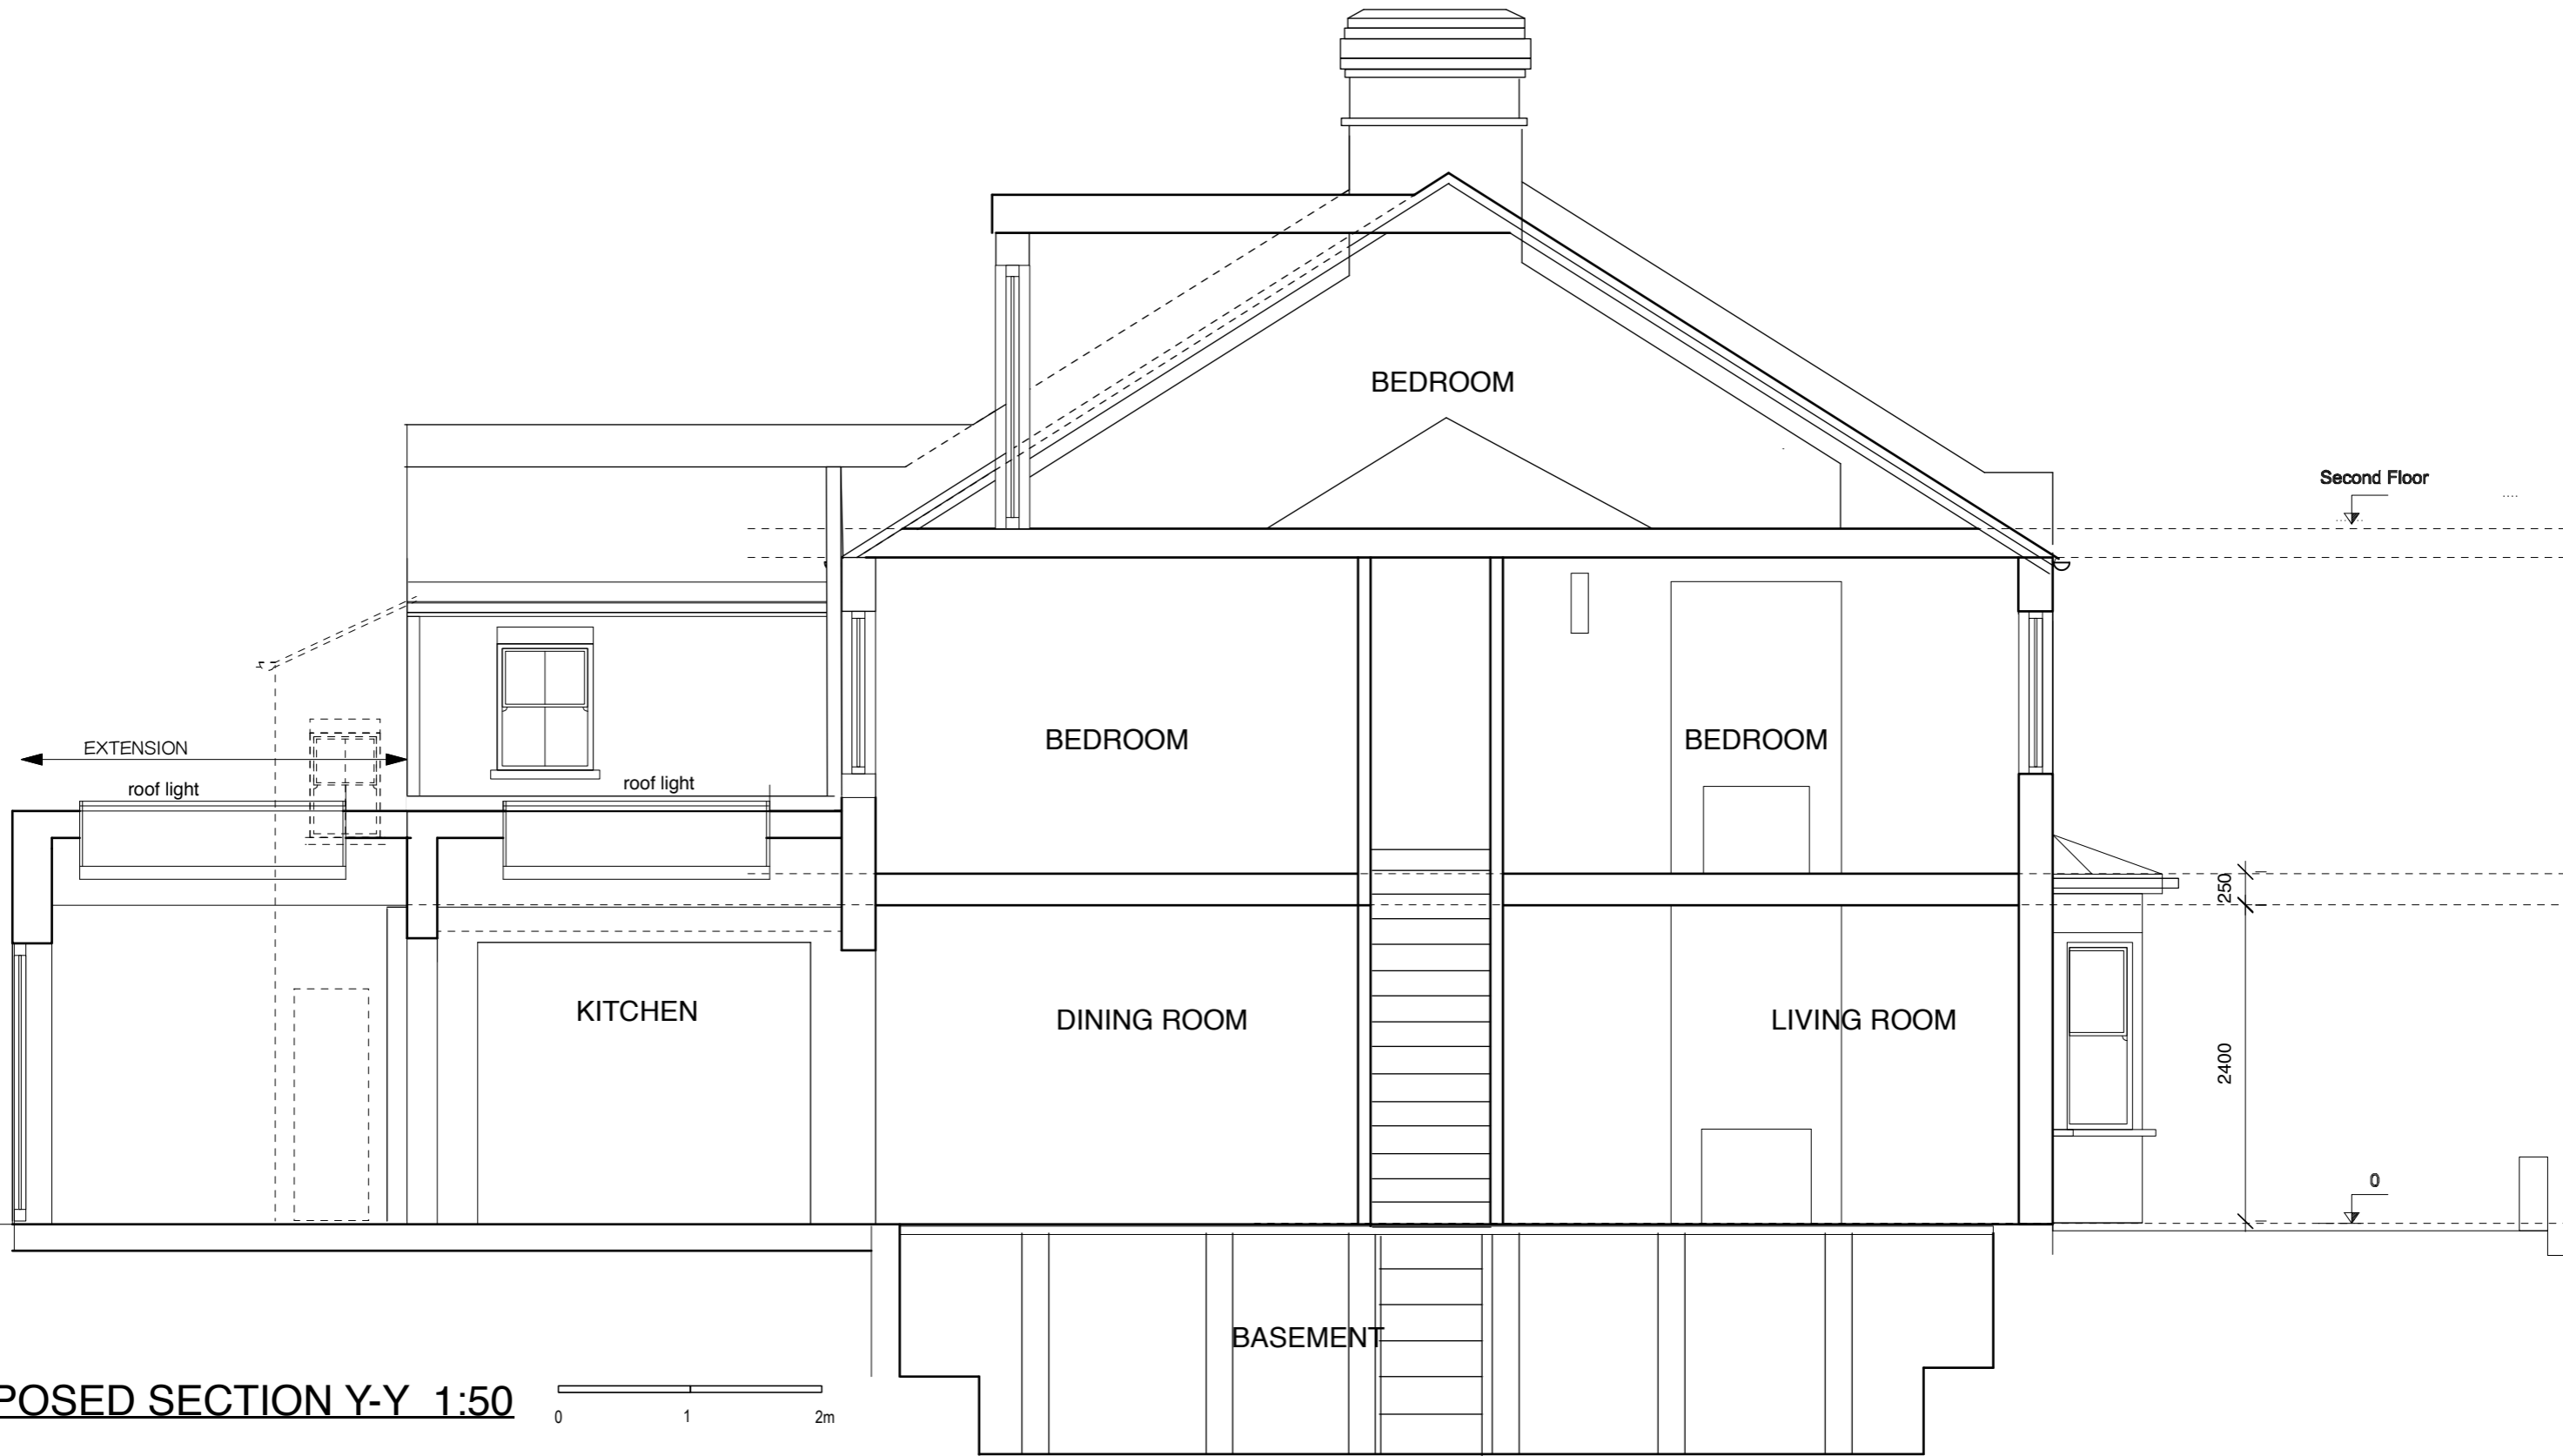 BEDROOM
Second Floor
EXTENSION
BEDROOM
BEDROOM
roof light
roof light
250
KITCHEN
DINING ROOM
LIVING ROOM
2400
0
BASEMENT
POSED SECTION Y-Y 1:50
0 1 2m